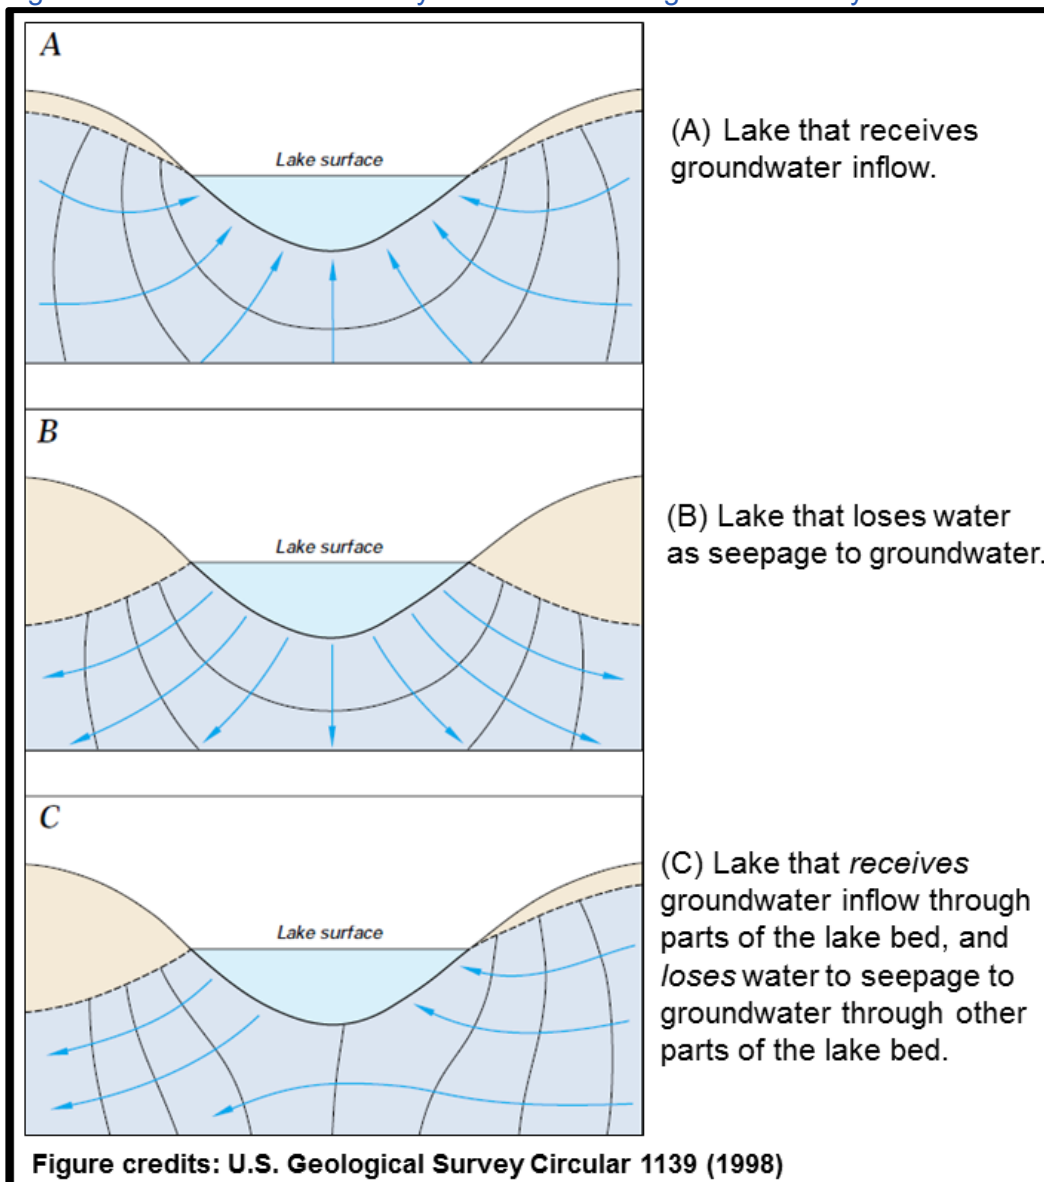 A
Lake surface
(A) Lake that receives
groundwater inflow.
B
Lake surface
(B) Lake that loses water
as seepage to groundwater.
C
Lake surface
(C) Lake that receives
groundwater inflow through
parts of the lake bed, and
loses water to seepage to
groundwater through other
parts of the lake bed.
Figure credits: U.S. Geological Survey Circular 1139 (1998)